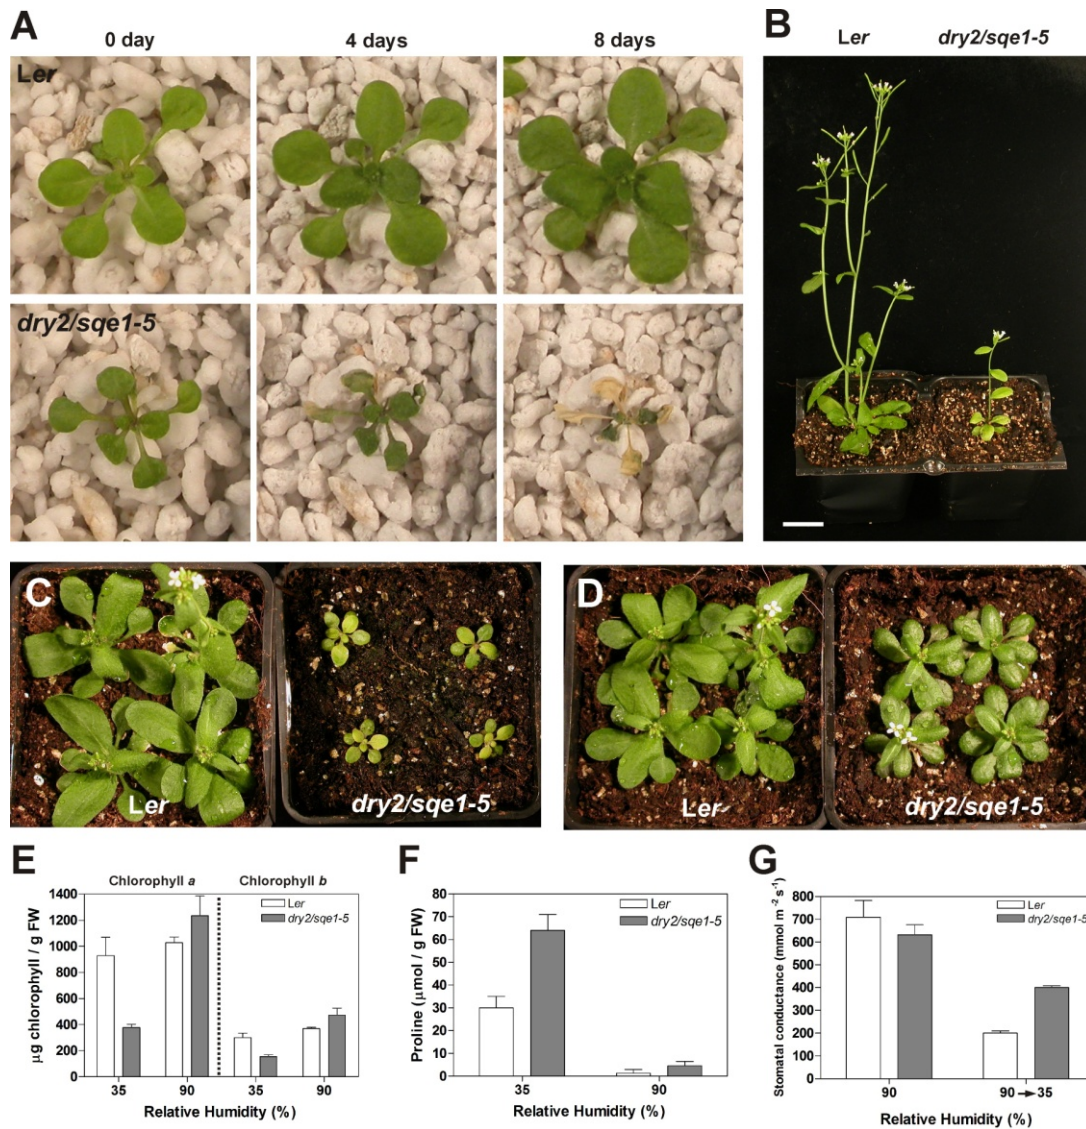 A
0 day
4 days
8 days
Ler
dry2/sqe1-5
B
Ler
dry2/sqe1-5
C
Ler
dry2/sqe1-5
D
Ler
dry2/sqe1-5
E
Chlorophyll a
Chlorophyll b
Ler
dry2/sqe1-5
µg chlorophyll / g FW
1400
1200
1000
800
600
400
200
0
35
90
35
90
Relative Humidity (%)
F
Ler
dry2/sqe1-5
Proline (µmol / g FW)
80
70
60
50
40
30
20
10
0
35
90
Relative Humidity (%)
G
Ler
dry2/sqe1-5
Stomatal conductance (mmol m⁻² s⁻¹)
800
700
600
500
400
300
200
100
0
90
90→35
Relative Humidity (%)